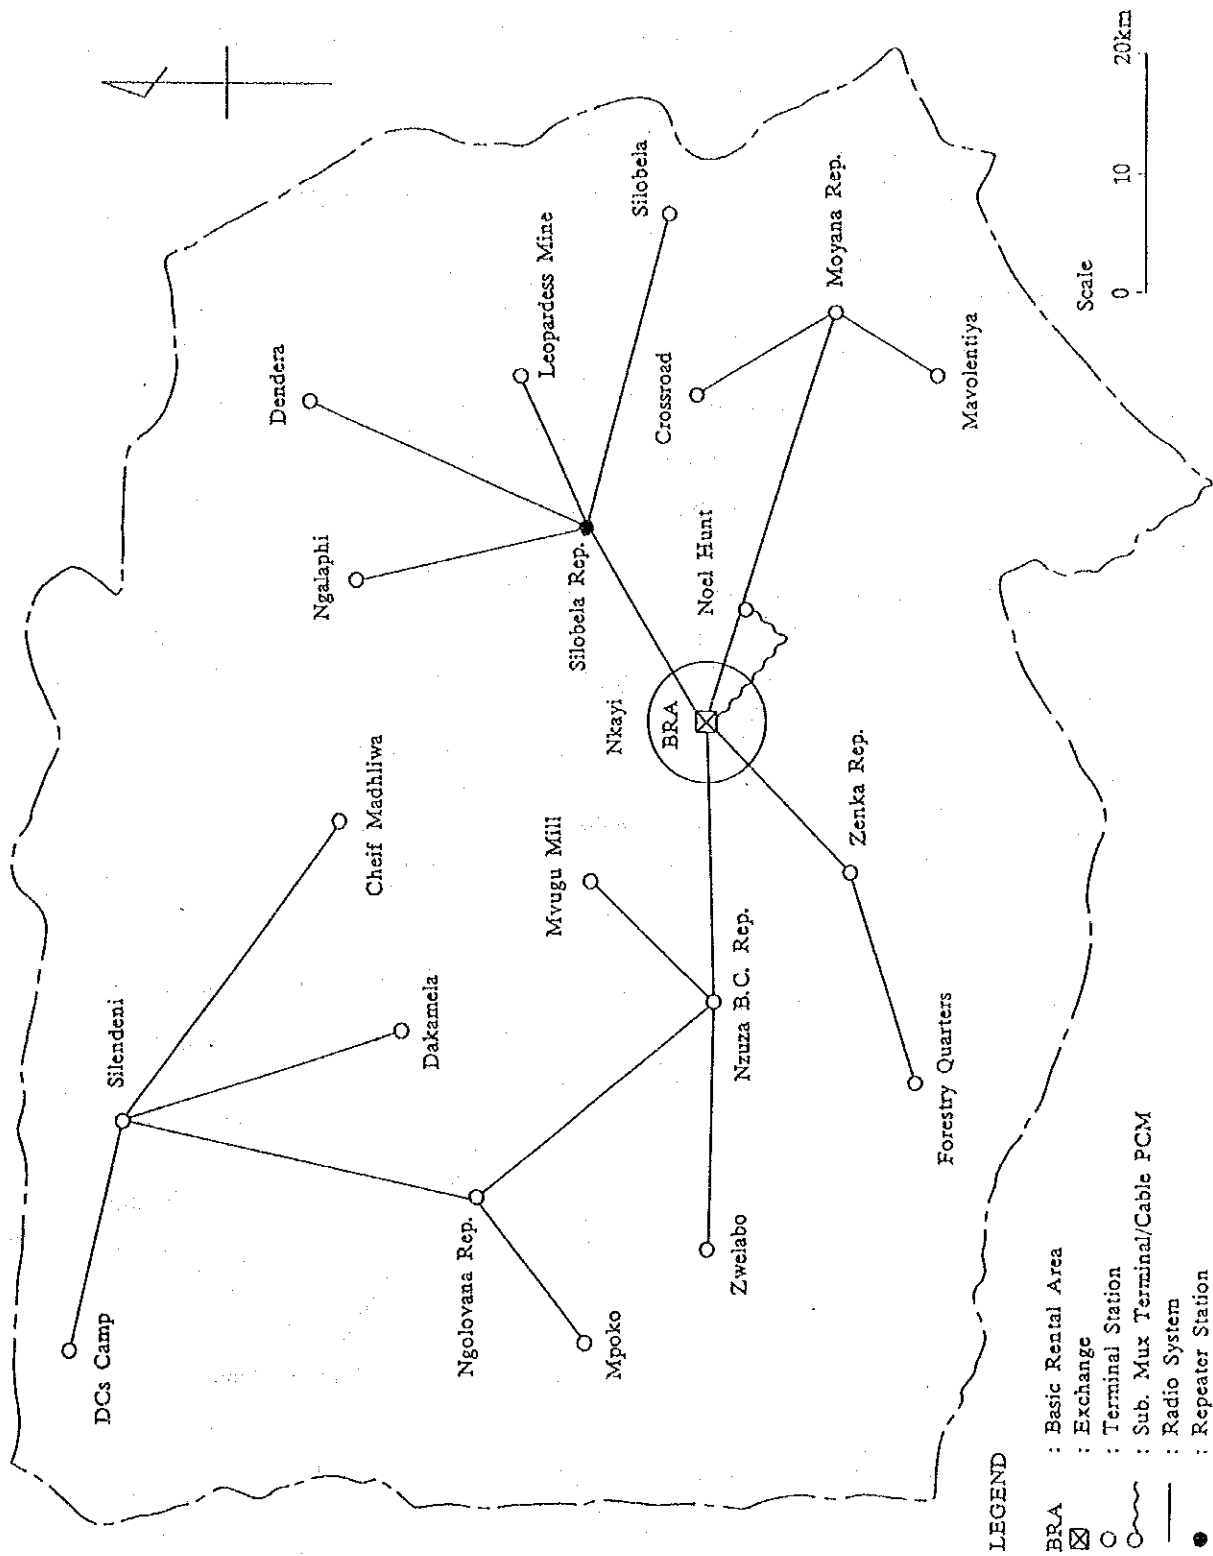 DCs Camp
Silendeni
Cheif Madhliwa
Dakamela
Ngolovana Rep.
Mpoko
Zwelabo
Mvugu Mill
Nzuza B.C. Rep.
Nkayi
BRA
Zenka Rep.
Forestry Quarters
Ngalaphi
Dendera
Silobela Rep.
Leopardess Mine
Silobela
Noel Hunt
Crossroad
Moyana Rep.
Mavolentiya
Scale
0 10 20km
LEGEND
BRA : Basic Rental Area
: Exchange
: Terminal Station
: Sub. Mux Terminal/Cable PCM
: Radio System
: Repeater Station